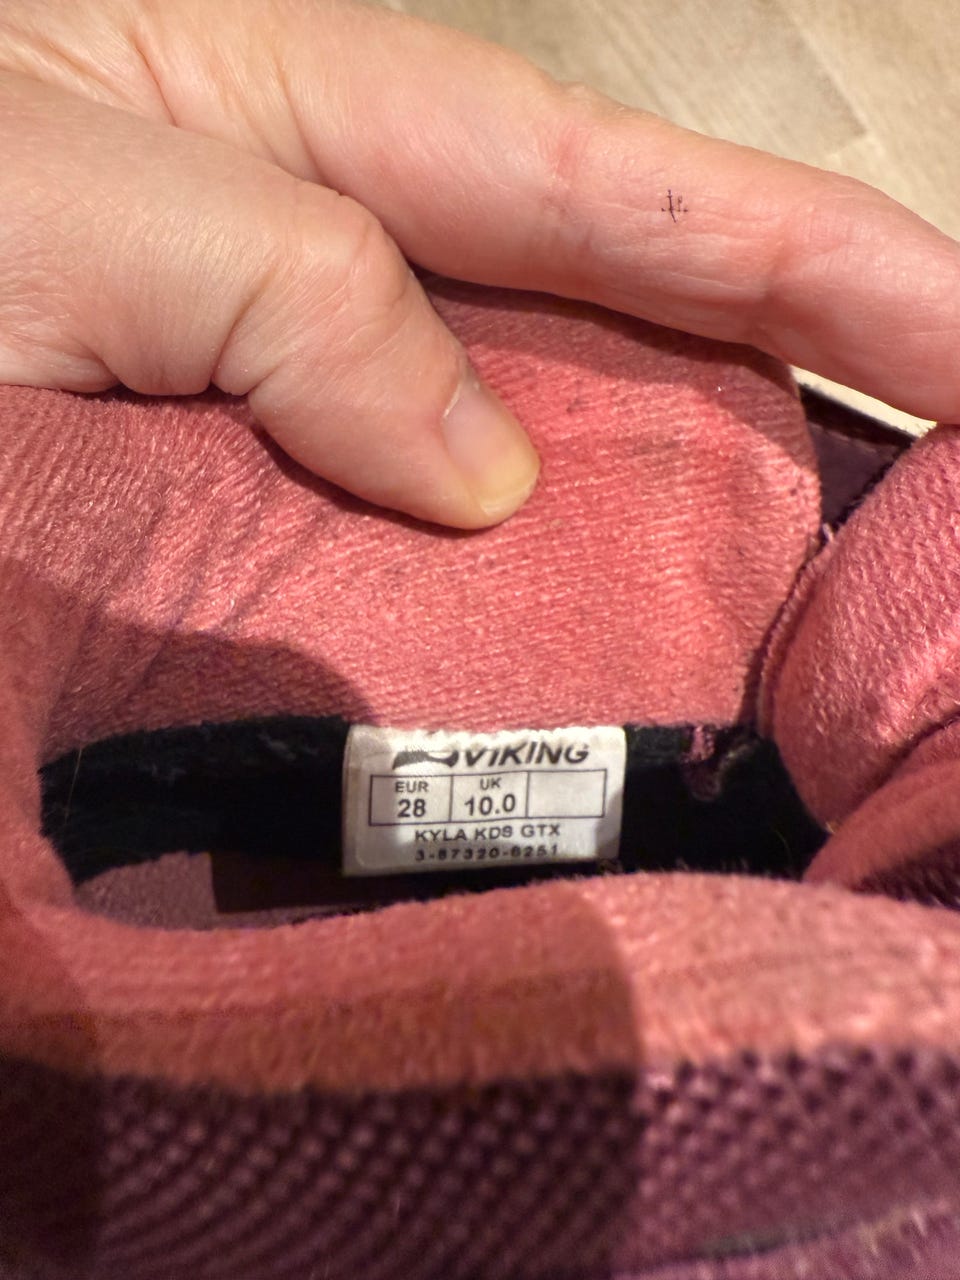 VIKING
EUR UK
28 10.0
KYLA KDS GTX
3-87320-6251